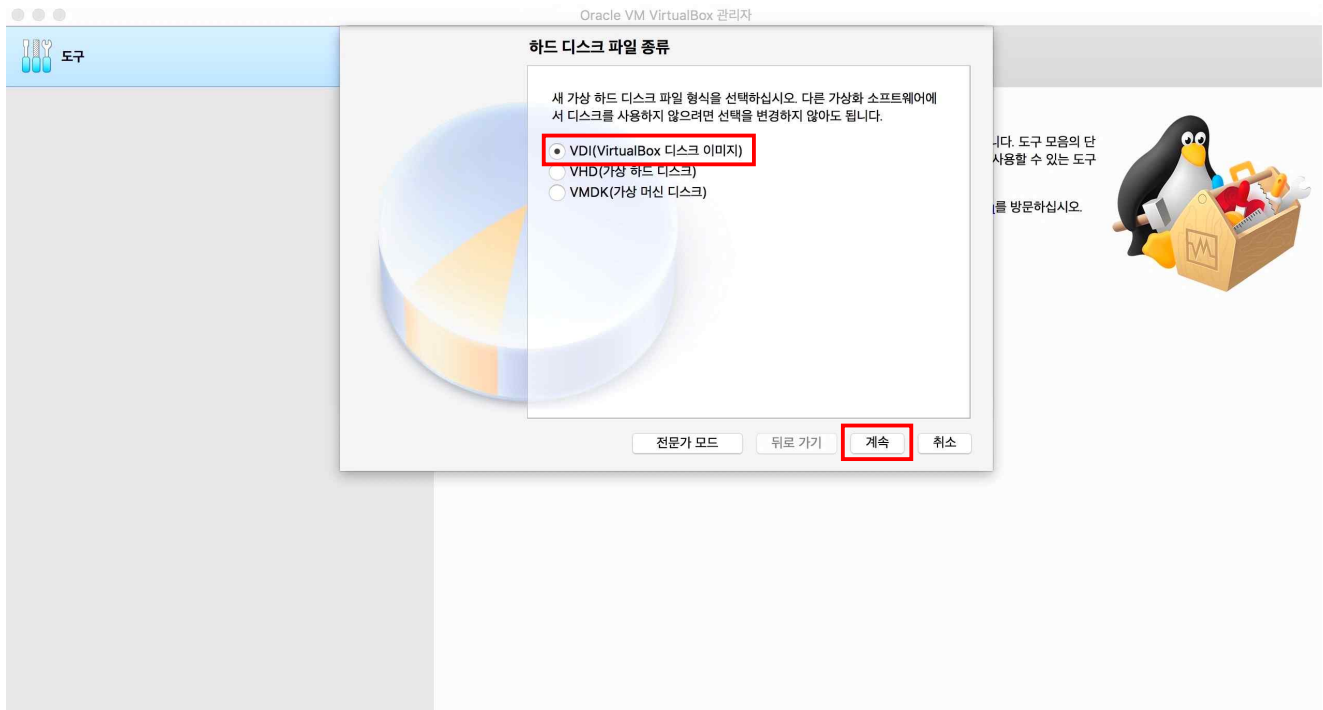 Oracle VM VirtualBox 관리자
도구
하드 디스크 파일 종류
새 가상 하드 디스크 파일 형식을 선택하십시오. 다른 가상화 소프트웨어에
서 디스크를 사용하지 않으려면 선택을 변경하지 않아도 됩니다.
VDI(VirtualBox 디스크 이미지)
VHD(가상 하드 디스크)
VMDK(가상 머신 디스크)
니다. 도구 모음의 단
사용할 수 있는 도구
를 방문하십시오.
전문가 모드
뒤로 가기
계속
취소